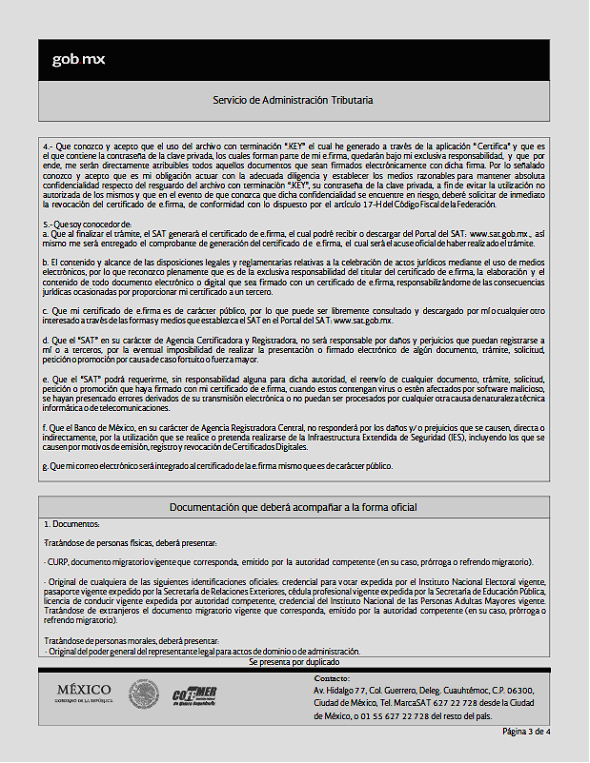 gob.mx
Servicio de Administración Tributaria
4.- Que conozco y acepto que el uso del archivo con terminación ".KEY" el cual he generado a través de la aplicación "Certifica" y que es
el que contiene la contraseña de la clave privada, los cuales forman parte de mi e.firma, quedarán bajo mi exclusiva responsabilidad, y que por
ende, me serán directamente atribuibles todos aquellos documentos que sean firmados electrónicamente con dicha firma. Por lo señalado
conozco y acepto que es mi obligación actuar con la adecuada diligencia y establecer los medios razonables para mantener absoluta
confidencialidad respecto del resguardo del archivo con terminación ".KEY", su contraseña de la clave privada, a fin de evitar la utilización no
autorizada de los mismos y que en el evento de que conozca que dicha confidencialidad se encuentre en riesgo, deberé solicitar de inmediato
la revocación del certificado de e.firma, de conformidad con lo dispuesto por el artículo 17-H del Código Fiscal de la Federación.
5.- Que soy conocedor de:
a. Que al finalizar el trámite, el SAT generará el certificado de e.firma, el cual podré recibir o descargar del Portal del SAT: www.sat.gob.mx., así
mismo me será entregado el comprobante de generación del certificado de e.firma, el cual será el acuse oficial de haber realizado el trámite.
b. El contenido y alcance de las disposiciones legales y reglamentarias relativas a la celebración de actos jurídicos mediante el uso de medios
electrónicos, por lo que reconozco plenamente que es de la exclusiva responsabilidad del titular del certificado de e.firma, la elaboración y el
contenido de todo documento electrónico o digital que sea firmado con un certificado de e.firma, responsabilizándome de las consecuencias
jurídicas ocasionadas por proporcionar mi certificado a un tercero.
c. Que mi certificado de e.firma es de carácter público, por lo que puede ser libremente consultado y descargado por mí o cualquier otro
interesado a través de las formas y medios que establezca el SAT en el Portal del SAT: www.sat.gob.mx.
d. Que el "SAT" en su carácter de Agencia Certificadora y Registradora, no será responsable por daños y perjuicios que puedan registrarse a
mí o a terceros, por la eventual imposibilidad de realizar la presentación o firmado electrónico de algún documento, trámite, solicitud,
petición o promoción por causa de caso fortuito o fuerza mayor.
e. Que el "SAT" podrá requerirme, sin responsabilidad alguna para dicha autoridad, el reenvío de cualquier documento, trámite, solicitud,
petición o promoción que haya firmado con mi certificado de e.firma, cuando estos contengan virus o estén afectados por software malicioso,
se hayan presentado errores derivados de su transmisión electrónica o no puedan ser procesados por cualquier otra causa de naturaleza técnica
informática o de telecomunicaciones.
f. Que el Banco de México, en su carácter de Agencia Registradora Central, no responderá por los daños y/o prejuicios que se causen, directa o
indirectamente, por la utilización que se realice o pretenda realizarse de la Infraestructura Extendida de Seguridad (IES), incluyendo los que se
causen por motivos de emisión, registro y revocación de Certificados Digitales.
g. Que mi correo electrónico será integrado al certificado de la e.firma mismo que es de carácter público.
Documentación que deberá acompañar a la forma oficial
1. Documentos:
Tratándose de personas físicas, deberá presentar:
- CURP, documento migratorio vigente que corresponda, emitido por la autoridad competente (en su caso, prórroga o refrendo migratorio).
- Original de cualquiera de las siguientes identificaciones oficiales: credencial para votar expedida por el Instituto Nacional Electoral vigente,
pasaporte vigente expedido por la Secretaría de Relaciones Exteriores, cédula profesional vigente expedida por la Secretaría de Educación Pública,
licencia de conducir vigente expedida por autoridad competente, credencial del Instituto Nacional de las Personas Adultas Mayores vigente.
Tratándose de extranjeros el documento migratorio vigente que corresponda, emitido por la autoridad competente (en su caso, prórroga o
refrendo migratorio).
Tratándose de personas morales, deberá presentar:
- Original del poder general del representante legal para actos de dominio o de administración.
Se presenta por duplicado
MÉXICO
GOBIERNO DE LA REPÚBLICA
COFEMER
Contacto:
Av. Hidalgo 77, Col. Guerrero, Deleg. Cuauhtémoc, C.P. 06300,
Ciudad de México, Tel. MarcaSAT 627 22 728 desde la Ciudad
de México, o 01 55 627 22 728 del resto del país.
Página 3 de 4